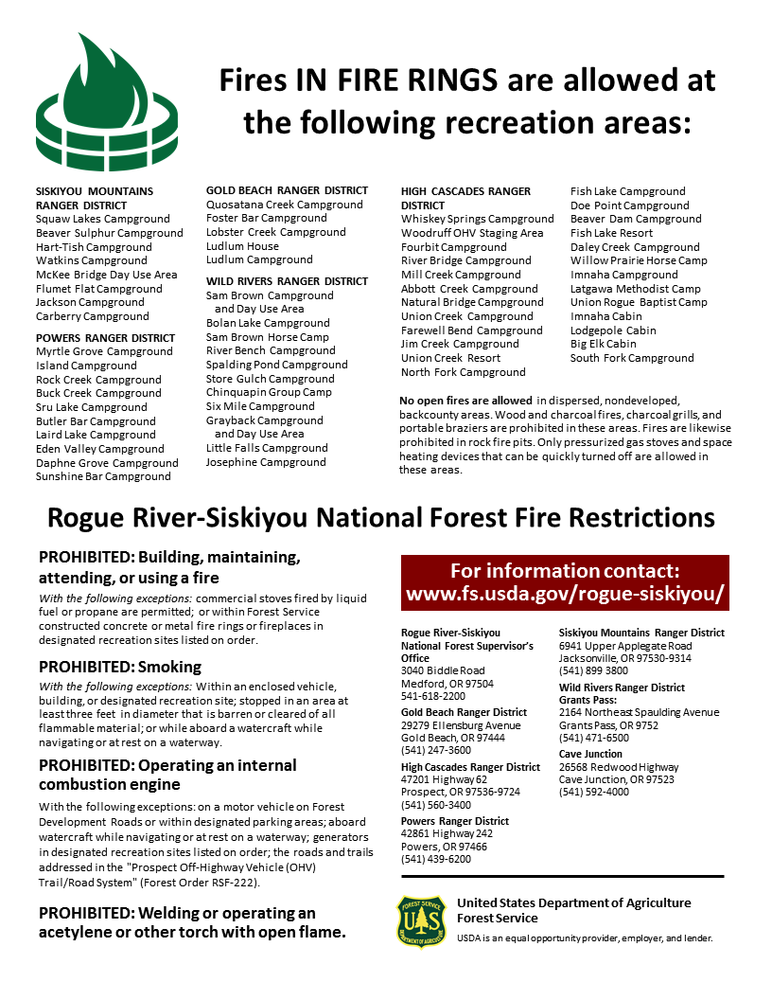 Fires IN FIRE RINGS are allowed at
the following recreation areas:
SISKIYOU MOUNTAINS
RANGER DISTRICT
Squaw Lakes Campground
Beaver Sulphur Campground
Hart-Tish Campground
Watkins Campground
McKee Bridge Day Use Area
Flumet Flat Campground
Jackson Campground
Carberry Campground
POWERS RANGER DISTRICT
Myrtle Grove Campground
Island Campground
Rock Creek Campground
Buck Creek Campground
Sru Lake Campground
Butler Bar Campground
Laird Lake Campground
Eden Valley Campground
Daphne Grove Campground
Sunshine Bar Campground
GOLD BEACH RANGER DISTRICT
Quosatana Creek Campground
Foster Bar Campground
Lobster Creek Campground
Ludlum House
Ludlum Campground
WILD RIVERS RANGER DISTRICT
Sam Brown Campground
and Day Use Area
Bolan Lake Campground
Sam Brown Horse Camp
River Bench Campground
Spalding Pond Campground
Store Gulch Campground
Chinquapin Group Camp
Six Mile Campground
Grayback Campground
and Day Use Area
Little Falls Campground
Josephine Campground
HIGH CASCADES RANGER
DISTRICT
Whiskey Springs Campground
Woodruff OHV Staging Area
Fourbit Campground
River Bridge Campground
Mill Creek Campground
Abbott Creek Campground
Natural Bridge Campground
Union Creek Campground
Farewell Bend Campground
Jim Creek Campground
Union Creek Resort
North Fork Campground
Fish Lake Campground
Doe Point Campground
Beaver Dam Campground
Fish Lake Resort
Daley Creek Campground
Willow Prairie Horse Camp
Imnaha Campground
Latgawa Methodist Camp
Union Rogue Baptist Camp
Imnaha Cabin
Lodgepole Cabin
Big Elk Cabin
South Fork Campground
No open fires are allowed in dispersed, nondeveloped,
backcounty areas. Wood and charcoal fires, charcoal grills, and
portable braziers are prohibited in these areas. Fires are likewise
prohibited in rock fire pits. Only pressurized gas stoves and space
heating devices that can be quickly turned off are allowed in
these areas.
Rogue River-Siskiyou National Forest Fire Restrictions
PROHIBITED: Building, maintaining,
attending, or using a fire
With the following exceptions: commercial stoves fired by liquid
fuel or propane are permitted; or within Forest Service
constructed concrete or metal fire rings or fireplaces in
designated recreation sites listed on order.
PROHIBITED: Smoking
With the following exceptions: Within an enclosed vehicle,
building, or designated recreation site; stopped in an area at
least three feet in diameter that is barren or cleared of all
flammable material; or while aboard a watercraft while
navigating or at rest on a waterway.
PROHIBITED: Operating an internal
combustion engine
With the following exceptions: on a motor vehicle on Forest
Development Roads or within designated parking areas; aboard
watercraft while navigating or at rest on a waterway; generators
in designated recreation sites listed on order; the roads and trails
addressed in the "Prospect Off-Highway Vehicle (OHV)
Trail/Road System" (Forest Order RSF-222).
PROHIBITED: Welding or operating an
acetylene or other torch with open flame.
For information contact:
www.fs.usda.gov/rogue-siskiyou/
Rogue River-Siskiyou
National Forest Supervisor's
Office
3040 Biddle Road
Medford, OR 97504
541-618-2200
Gold Beach Ranger District
29279 Ellensburg Avenue
Gold Beach, OR 97444
(541) 247-3600
High Cascades Ranger District
47201 Highway 62
Prospect, OR 97536-9724
(541) 560-3400
Powers Ranger District
42861 Highway 242
Powers, OR 97466
(541) 439-6200
Siskiyou Mountains Ranger District
6941 Upper Applegate Road
Jacksonville, OR 97530-9314
(541) 899 3800
Wild Rivers Ranger District
Grants Pass:
2164 Northeast Spaulding Avenue
Grants Pass, OR 9752
(541) 471-6500
Cave Junction
26568 Redwood Highway
Cave Junction, OR 97523
(541) 592-4000
FOREST SERVICE
U S
DEPARTMENT OF AGRICULTURE
United States Department of Agriculture
Forest Service
USDA is an equal opportunity provider, employer, and lender.